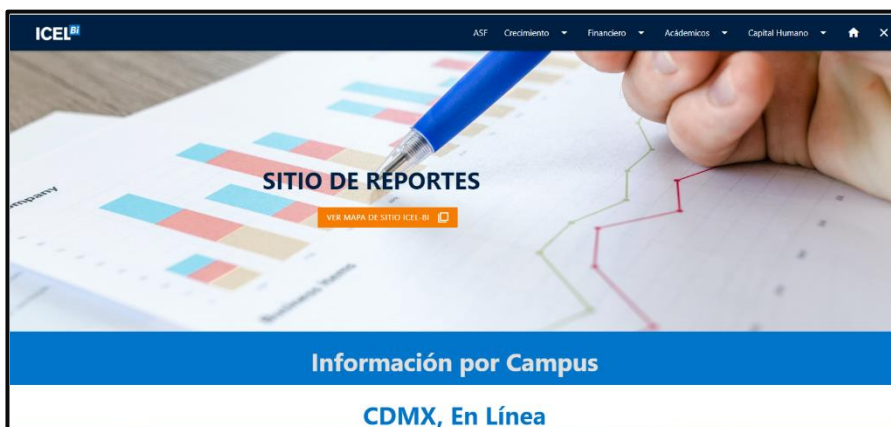 ICEL BI
ASF Crecimiento Financiero Acádemicos Capital Humano
SITIO DE REPORTES
VER MAPA DE SITIO ICEL-BI
Información por Campus
CDMX, En Línea